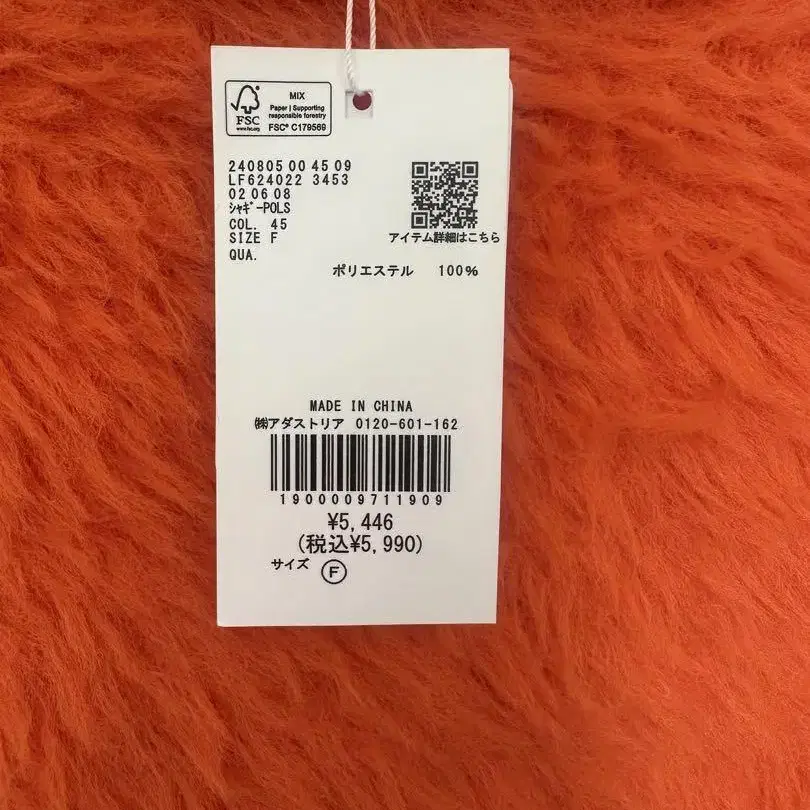 MIX
Paper | Supporting
responsible forestry
FSC® C179569
FSC
www.fsc.org
240805 00 45 09
LF624022 3453
02 06 08
ｼｬｷﾞｰPOLS
COL. 45
SIZE F
QUA.
アイテム詳細はこちら
ポリエステル 100%
MADE IN CHINA
㈱アダストリア 0120-601-162
1900009711909
¥5,446
(税込¥5,990)
サイズ F